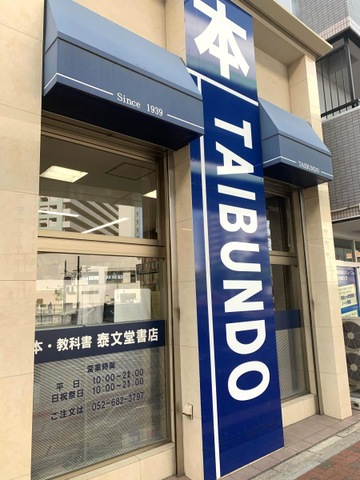 本
TAIBUNDO
Since 1939
TAIBUNDO
本・教科書 泰文堂書店
営業時間
平 日 10:00~21:00
日祝祭日 10:00~21:00
ご注文は 052-682-3797